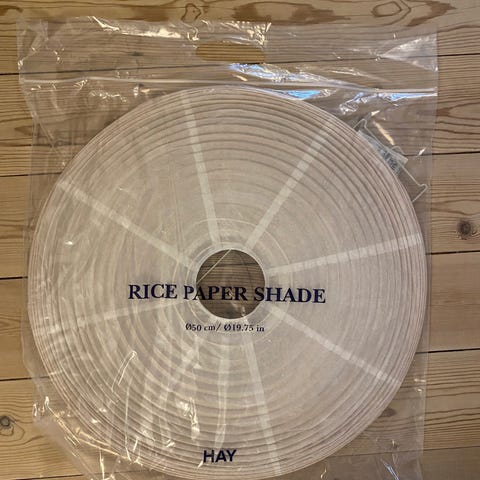 RICE PAPER SHADE
Ø50 cm/ Ø19.75 in
HAY